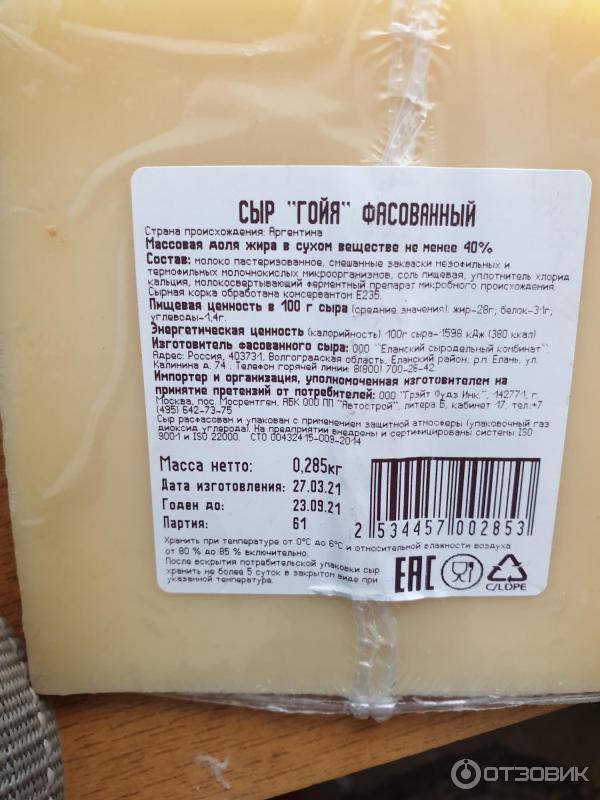 СЫР "ГОЙЯ" ФАСОВАННЫЙ
Страна происхождения: Аргентина
Массовая доля жира в сухом веществе не менее 40%
Состав: молоко пастеризованное, смешанные закваски мезофильных и
термофильных молочнокислых микроорганизмов, соль пищевая, уплотнитель хлорид
кальция, молокосвертывающий ферментный препарат микробного происхождения.
Сырная корка обработана консервантом Е235.
Пищевая ценность в 100 г сыра (средние значения): жир-28г; белок-31г;
углеводы-1,4г.
Энергетическая ценность (калорийность) 100г сыра-1598 кДж (380 ккал)
Изготовитель фасованного сыра: ООО "Еланский сыродельный комбинат".
Адрес: Россия, 403731, Волгоградская область, Еланский район, р.п. Елань, ул.
Калинина д. 74 . Телефон горячей линии: 8(800) 700-26-42.
Импортер и организация, уполномоченная изготовителем на
принятие претензий от потребителей: ООО "Грэйт Фудз Инк.", 142771, г.
Москва, пос. Мосрентген, АБК ООО ПП "Автострой", литера Б, кабинет 17, тел.:+7
(495) 642-73-75
Сыр расфасован и упакован с применением защитной атмосферы (упаковочный газ
диоксид углерода). На предприятии внедрены и сертифицированы системы ISO
9001 и ISO 22000. СТО 00432415-009-2014
Масса нетто: 0,285кг
Дата изготовления: 27.03.21
Годен до: 23.09.21
Партия: 61
2 534457 002853
Хранить при температуре от 0°С до 6°С и относительной влажности воздуха
от 80 % до 85 % включительно.
После вскрытия потребительской упаковки сыр
хранить не более 5 суток в закрытом виде при
указанной температуре.
ЕАС
C/LDPE
ОТЗОВИК